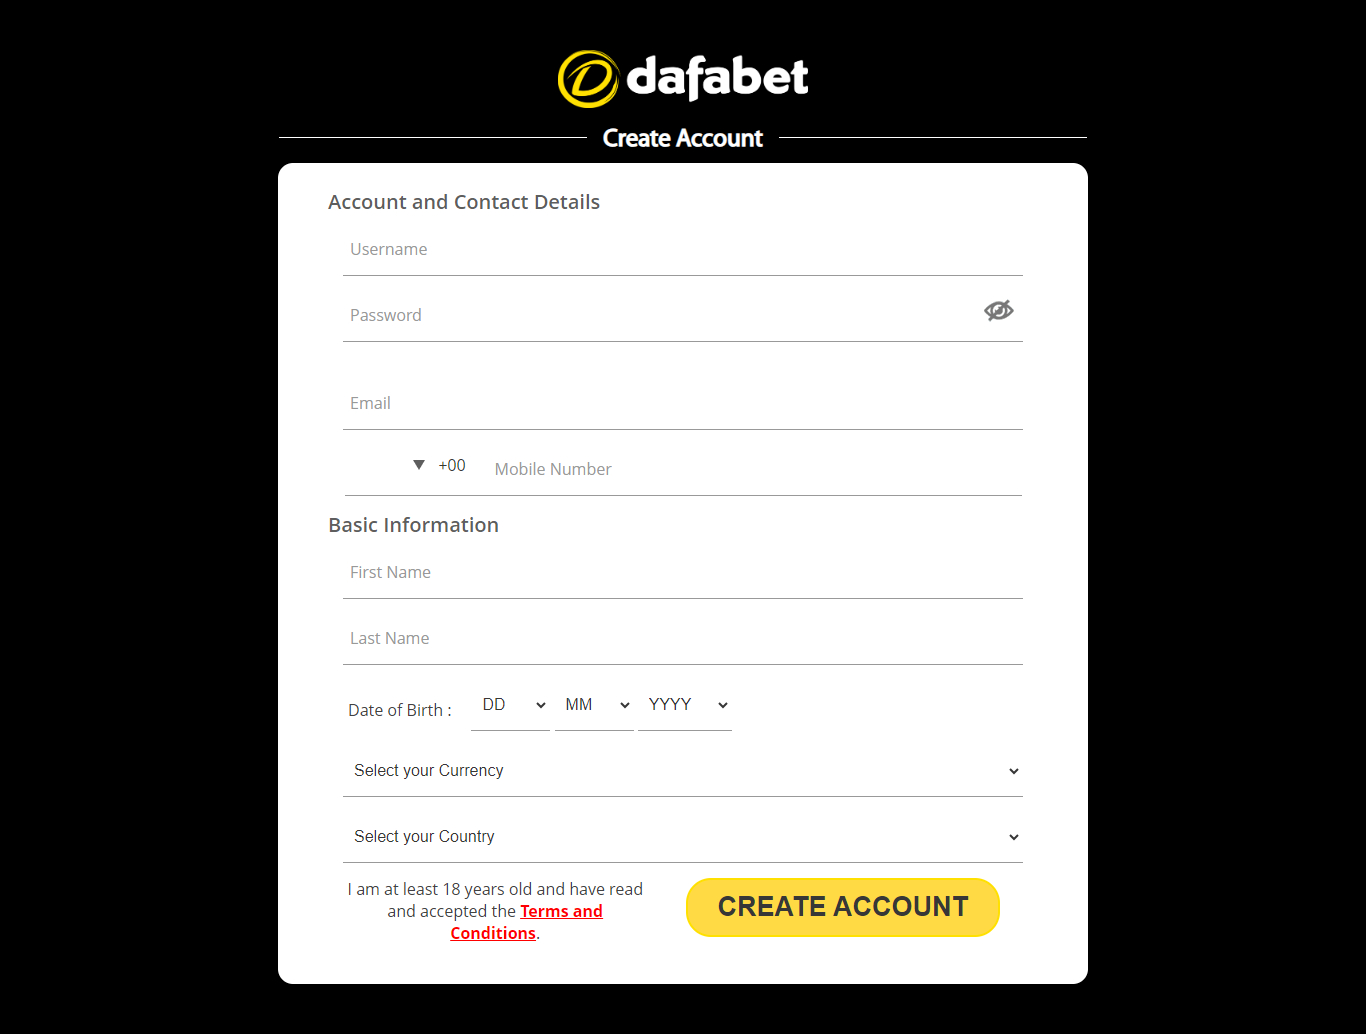 dafabet
Create Account
Account and Contact Details
Username
Password
Email
+00 Mobile Number
Basic Information
First Name
Last Name
Date of Birth : DD MM YYYY
Select your Currency
Select your Country
I am at least 18 years old and have read
and accepted the Terms and
Conditions.
CREATE ACCOUNT